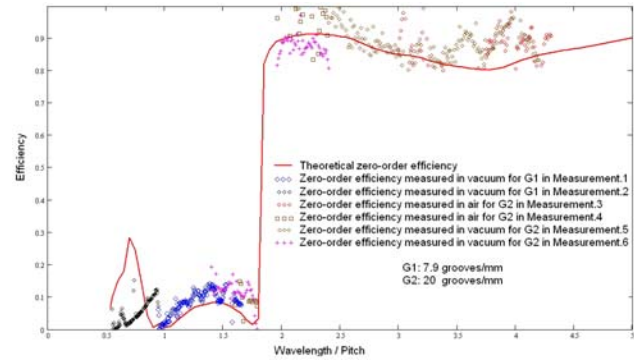 Efficiency
0.9
0.8
0.7
0.6
0.5
0.4
0.3
0.2
0.1
0
0
0.5
1
1.5
2
2.5
3
3.5
4
4.5
5
Wavelength / Pitch
Theoretical zero-order efficiency
Zero-order efficiency measured in vacuum for G1 in Measurement.1
Zero-order efficiency measured in vacuum for G1 in Measurement.2
Zero-order efficiency measured in air for G2 in Measurement.3
Zero-order efficiency measured in air for G2 in Measurement.4
Zero-order efficiency measured in vacuum for G2 in Measurement.5
Zero-order efficiency measured in vacuum for G2 in Measurement.6
G1: 7.9 grooves/mm
G2: 20 grooves/mm